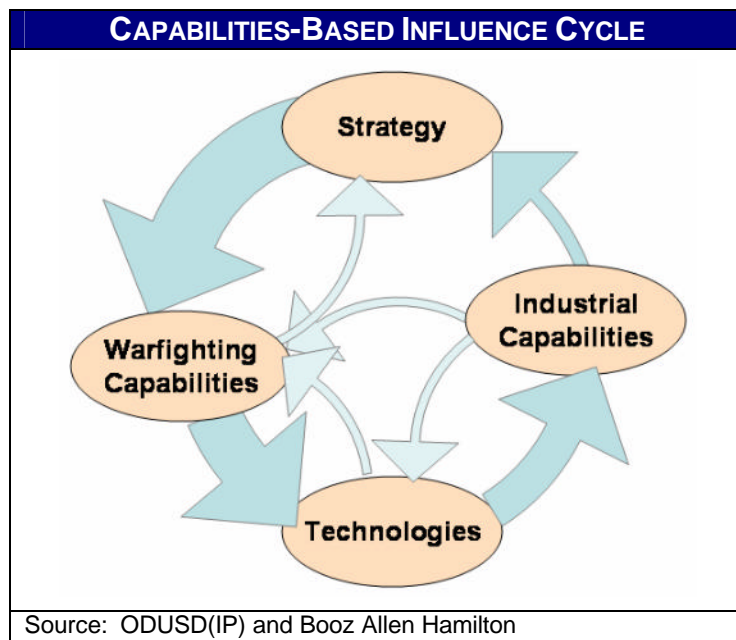 CAPABILITIES-BASED INFLUENCE CYCLE
Strategy
Industrial
Capabilities
Warfighting
Capabilities
Technologies
Source: ODUSD(IP) and Booz Allen Hamilton